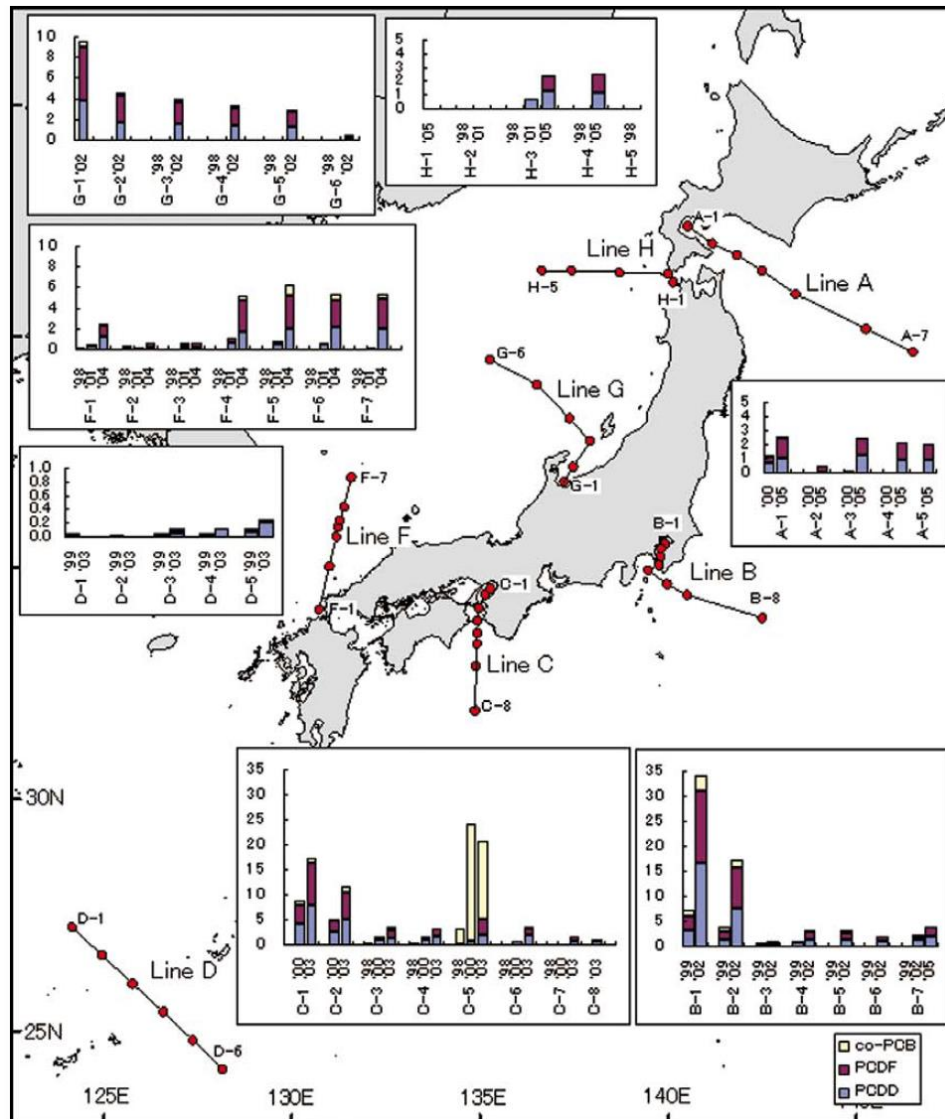 10
8
6
4
2
0
G-1'02
G-2'02
G-3'02 '98
G-4'02 '98
G-5'02 '98
G-6'02 '98
5
4
3
2
1
0
H-1 '05
H-2 '01 '98
H-3 '05 '01 '98
H-4 '05 '98
H-5 '98
10
8
6
4
2
0
'98 '01 '04
'98 '01 '04
'98 '01 '04
'98 '01 '04
'98 '01 '04
'98 '01 '04
'98 '01 '04
F-1
F-2
F-3
F-4
F-5
F-6
F-7
1.0
0.8
0.6
0.4
0.2
0.0
'99 '03
'99 '03
'99 '03
'99 '03
'99 '03
D-1
D-2
D-3
D-4
D-5
A-1
Line H
H-5
H-1
Line A
A-7
G-6
Line G
G-1
5
4
3
2
1
0
'00 '05
'00 '05
'00 '05
'05
'05
A-1
A-2
A-3
A-4
A-5
F-7
Line F
F-1
B-1
Line B
B-8
C-1
Line C
C-8
35
30
25
20
15
10
5
0
'00 '03
'00 '03
'98 '00 '03
'98 '00 '03
'98 '00 '03
'98 '00 '03
'00 '03
'03
C-1
C-2
C-3
C-4
C-5
C-6
C-7
C-8
35
30
25
20
15
10
5
0
'99 '02
'99 '02
'99 '02
'99 '02
'99 '02
'99 '02
'02 '05
B-1
B-2
B-3
B-4
B-5
B-6
B-7
30N
D-1
Line D
D-6
25N
125E
130E
135E
140E
co-PCB
PCDF
PCDD